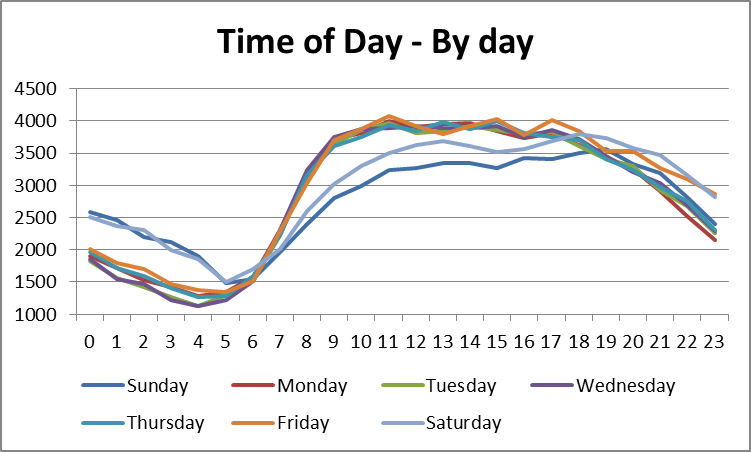 Time of Day - By day
4500
4000
3500
3000
2500
2000
1500
1000
0 1 2 3 4 5 6 7 8 9 10 11 12 13 14 15 16 17 18 19 20 21 22 23
Sunday Monday Tuesday Wednesday
Thursday Friday Saturday